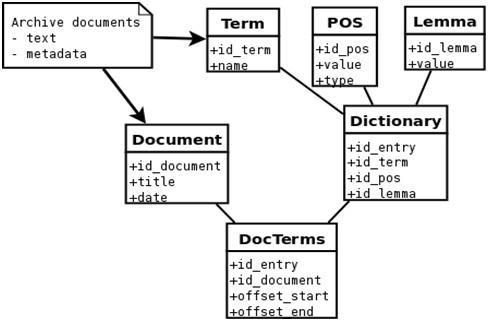 Archive documents
- text
- metadata
Term
+id_term
+name
POS
+id_pos
+value
+type
Lemma
+id_lemma
+value
Document
+id_document
+title
+date
Dictionary
+id_entry
+id_term
+id_pos
+id_lemma
DocTerms
+id_entry
+id_document
+offset_start
+offset_end